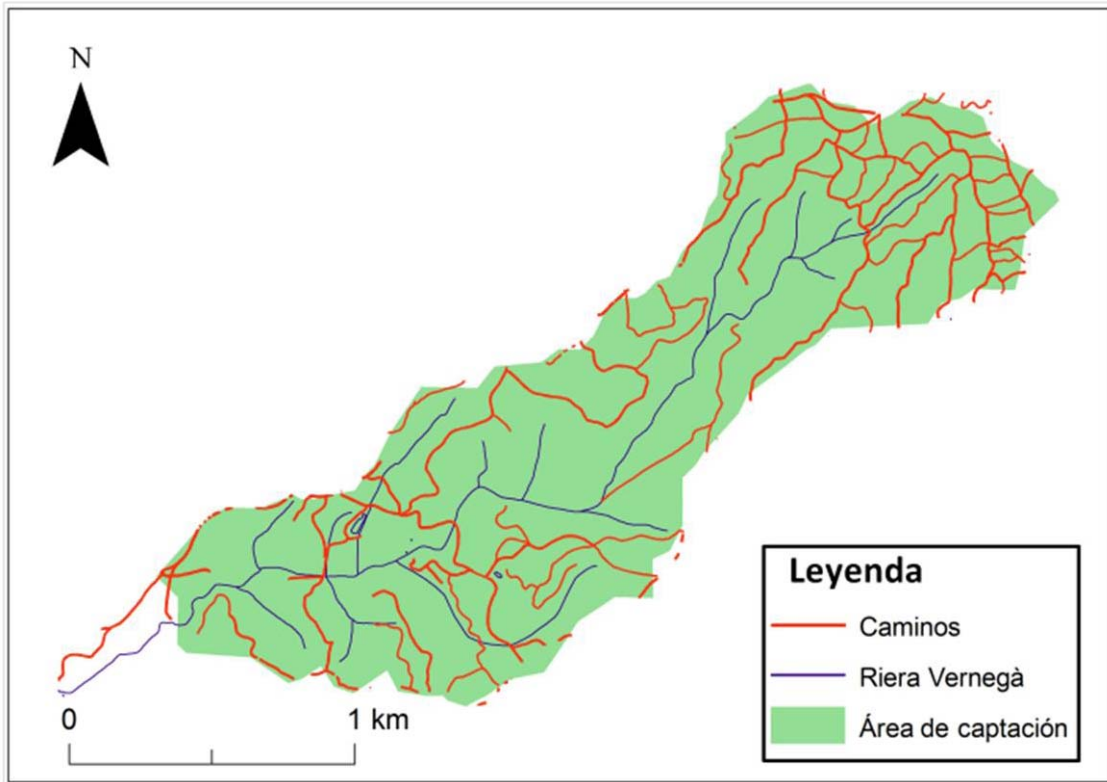 N
0
1 km
Leyenda
Caminos
Riera Vernegà
Área de captación